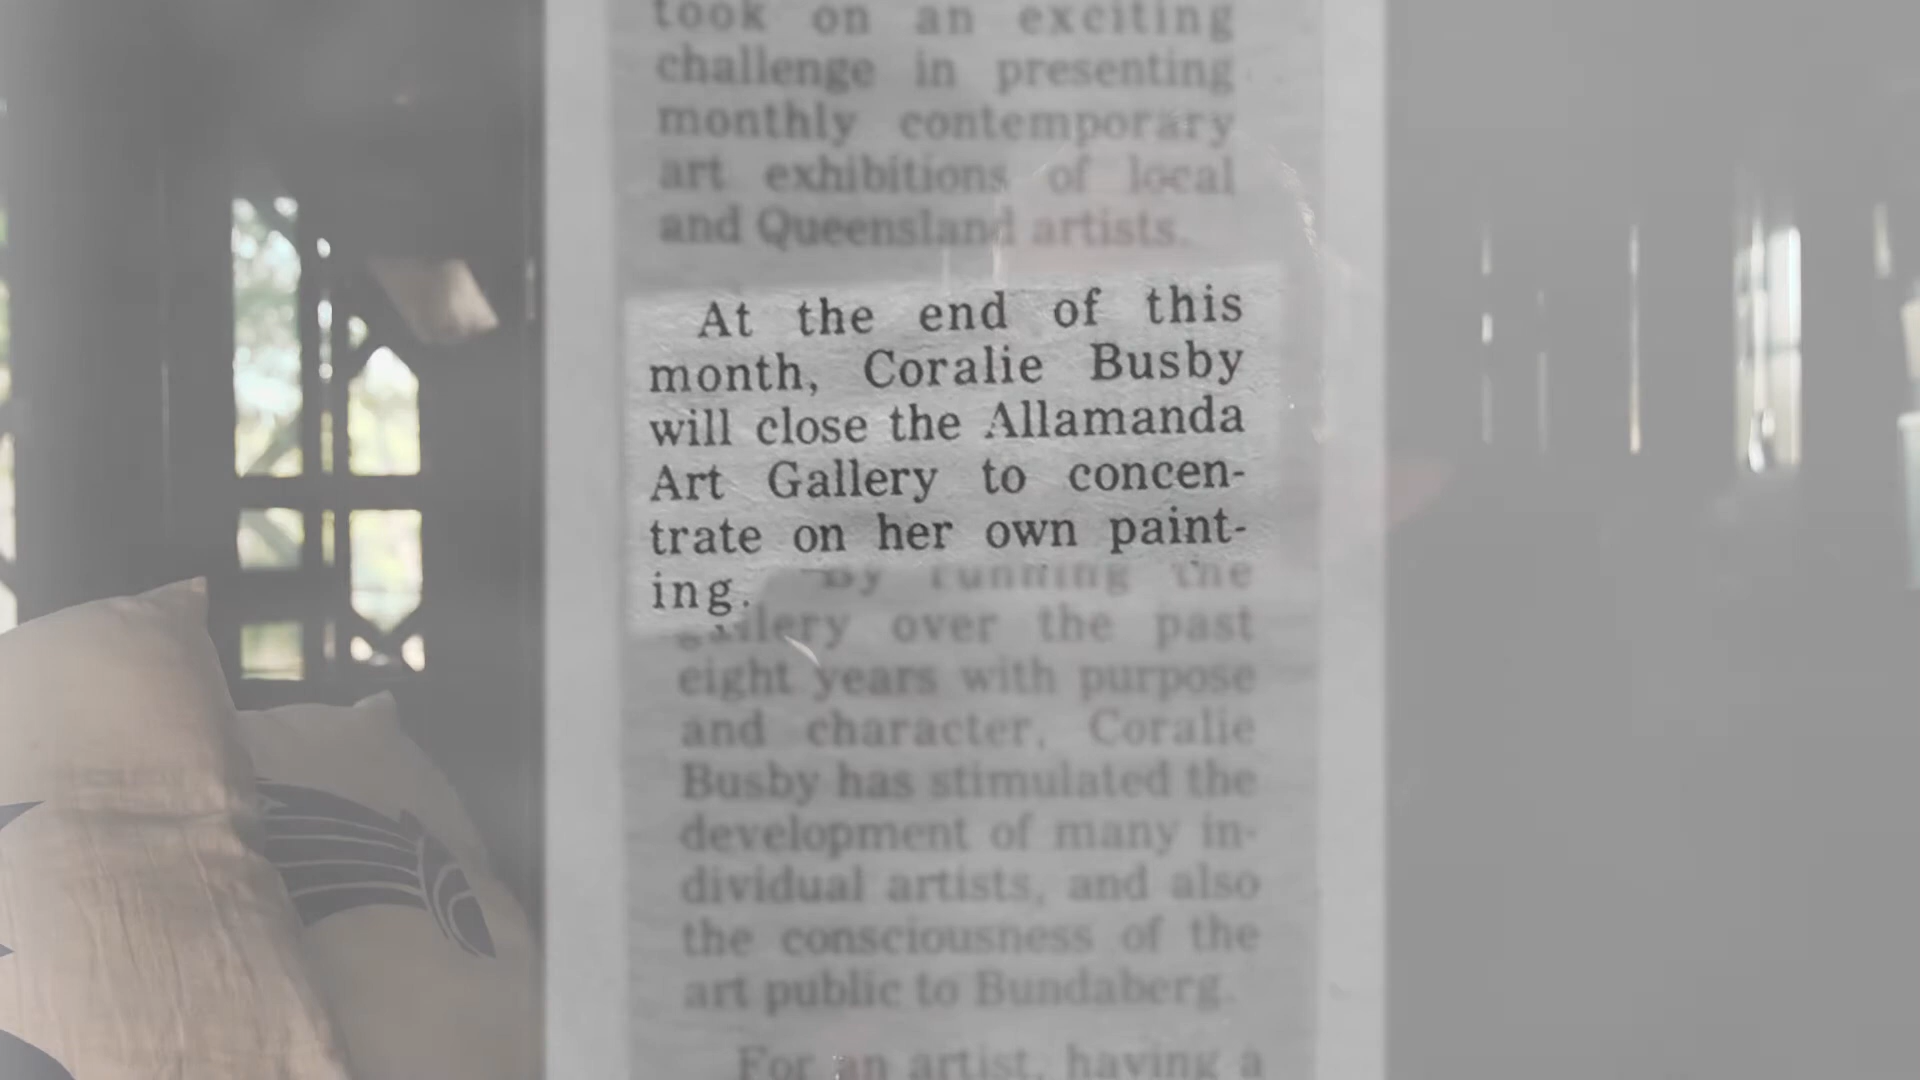 took on an exciting
challenge in presenting
monthly contemporary
art exhibitions of local
and Queensland artists.
At the end of this
month, Coralie Busby
will close the Allamanda
Art Gallery to concen-
trate on her own paint-
ing.
By running the
gallery over the past
eight years with purpose
and character, Coralie
Busby has stimulated the
development of many in-
dividual artists, and also
the consciousness of the
art public to Bundaberg.
For an artist, having a